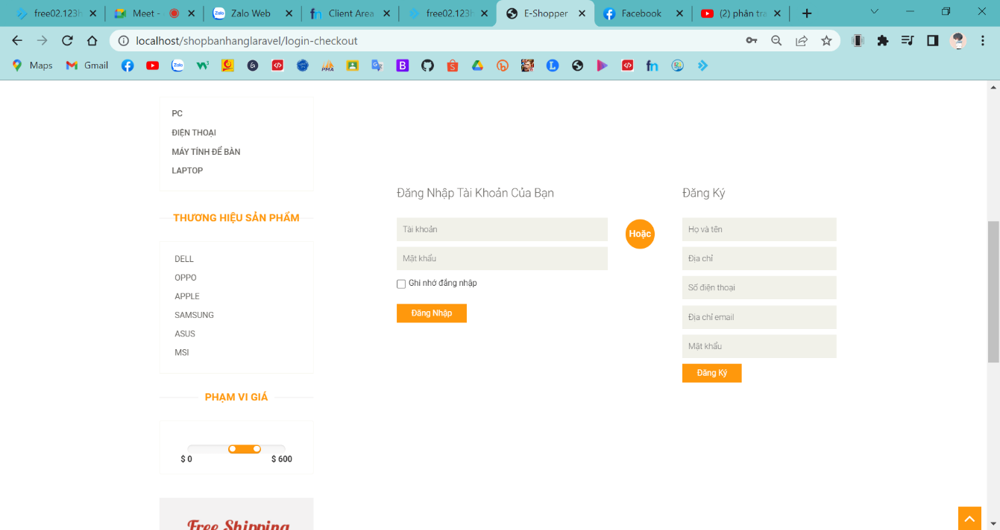 free02.123h
Meet -
Zalo Web
Client Area
free02.123h
E-Shopper
Facebook
(2) phân tra
localhost/shopbanhanglaravel/login-checkout
Maps
Gmail
PC
ĐIỆN THOẠI
MÁY TÍNH ĐỂ BÀN
LAPTOP
THƯƠNG HIỆU SẢN PHẨM
DELL
OPPO
APPLE
SAMSUNG
ASUS
MSI
PHẠM VI GIÁ
$ 0
$ 600
Free Shipping
Đăng Nhập Tài Khoản Của Bạn
Tài khoản
Mật khẩu
Ghi nhớ đăng nhập
Đăng Nhập
Hoặc
Đăng Ký
Họ và tên
Địa chỉ
Số điện thoại
Địa chỉ email
Mật khẩu
Đăng Ký